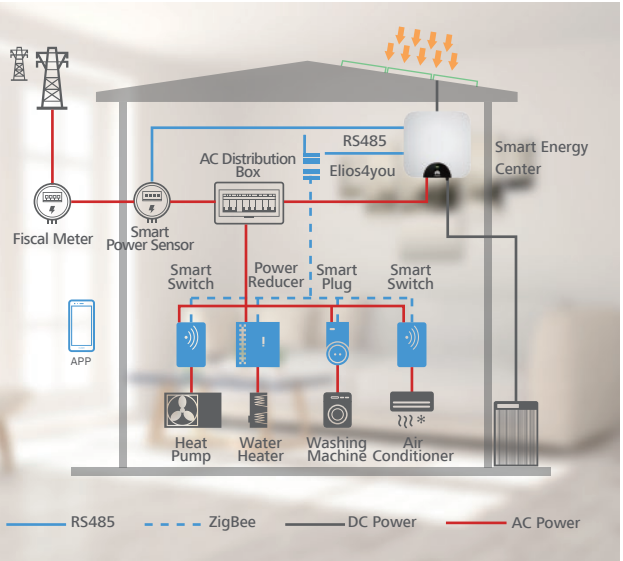 RS485
Smart Energy
Center
AC Distribution
Box
Elios4you
Fiscal Meter
Smart
Power Sensor
Smart
Switch
Power
Reducer
Smart
Plug
Smart
Switch
APP
Heat
Pump
Water
Heater
Washing
Machine
Air
Conditioner
RS485
ZigBee
DC Power
AC Power